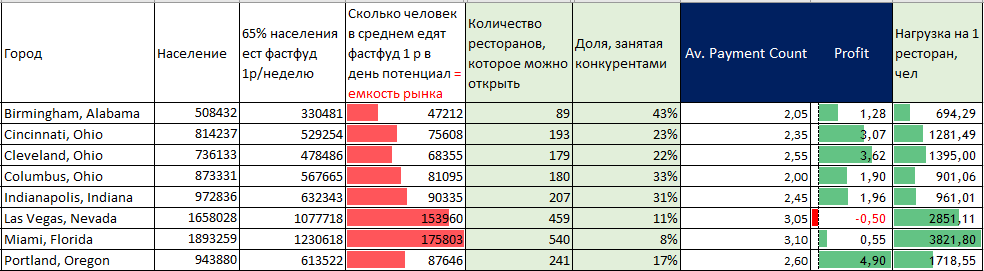 Город | Население | 65% населения ест фастфуд 1р/неделю | Сколько человек в среднем едят фастфуд 1 р в день потенциал = емкость рынка | Количество ресторанов, которое можно открыть | Доля, занятая конкурентами | Av. Payment Count | Profit | Нагрузка на 1 ресторан, чел
Birmingham, Alabama | 508432 | 330481 | 47212 | 89 | 43% | 2,05 | 1,28 | 694,29
Cincinnati, Ohio | 814237 | 529254 | 75608 | 193 | 23% | 2,35 | 3,07 | 1281,49
Cleveland, Ohio | 736133 | 478486 | 68355 | 179 | 22% | 2,55 | 3,62 | 1395,00
Columbus, Ohio | 873331 | 567665 | 81095 | 180 | 33% | 2,00 | 1,90 | 901,06
Indianapolis, Indiana | 972836 | 632343 | 90335 | 207 | 31% | 2,45 | 1,96 | 961,01
Las Vegas, Nevada | 1658028 | 1077718 | 153960 | 459 | 11% | 3,05 | -0,50 | 2851,11
Miami, Florida | 1893259 | 1230618 | 175803 | 540 | 8% | 3,10 | 0,55 | 3821,80
Portland, Oregon | 943880 | 613522 | 87646 | 241 | 17% | 2,60 | 4,90 | 1718,55